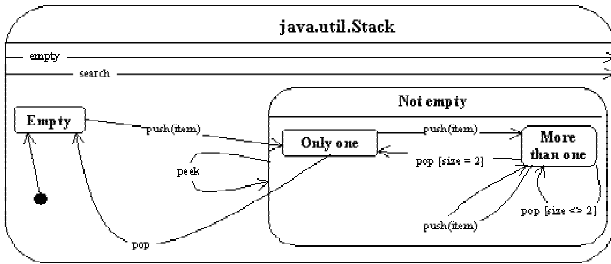 java.util.Stack
empty
search
Not empty
Empty
push(item)
Only one
push(item)
More
than one
peek
pop [size = 2]
pop [size <> 2]
push(item)
pop